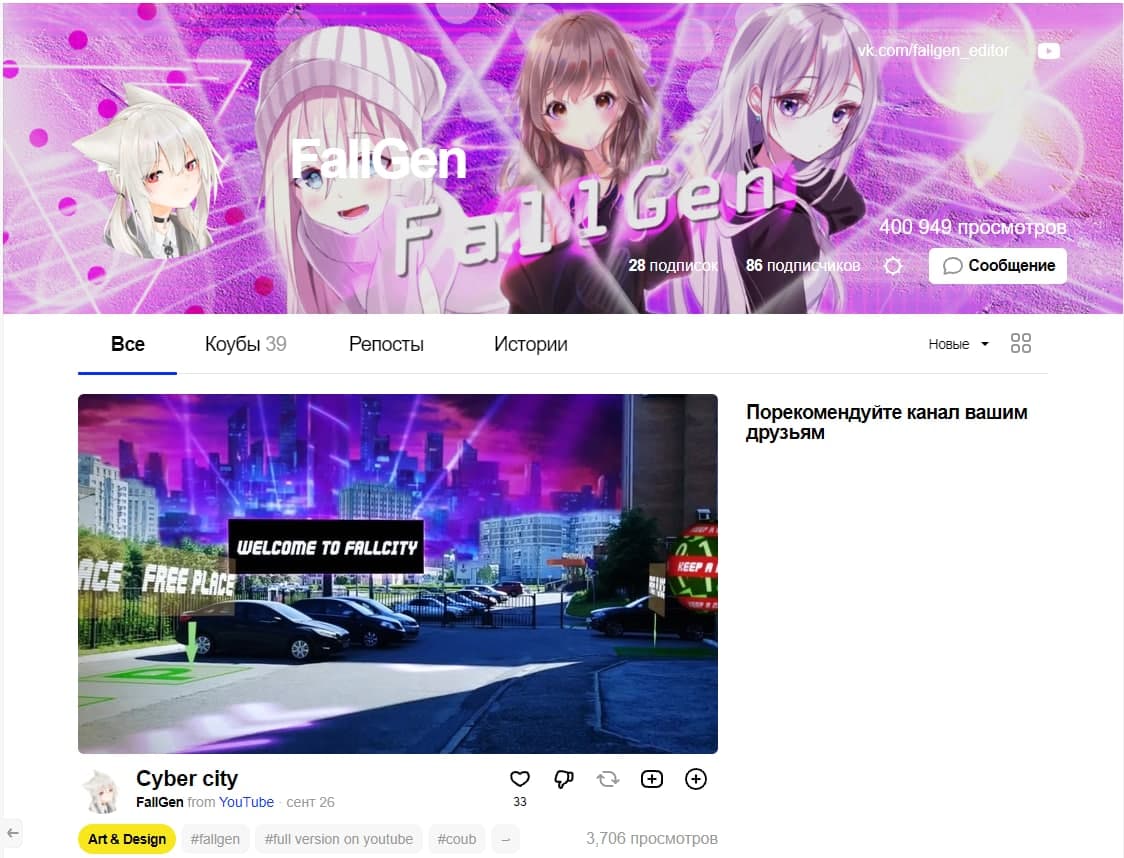 vk.com/fallgen_editor
FallGen
FallGen
400 949 просмотров
28 подписок 86 подписчиков Сообщение
Все Коубы 39 Репосты Истории Новые
Порекомендуйте канал вашим
друзьям
WELCOME TO FALLCITY
ACE FREE PLACE
KEEP A
Cyber city
FallGen from YouTube · сент 26
33
Art & Design #fallgen #full version on youtube #coub
3,706 просмотров